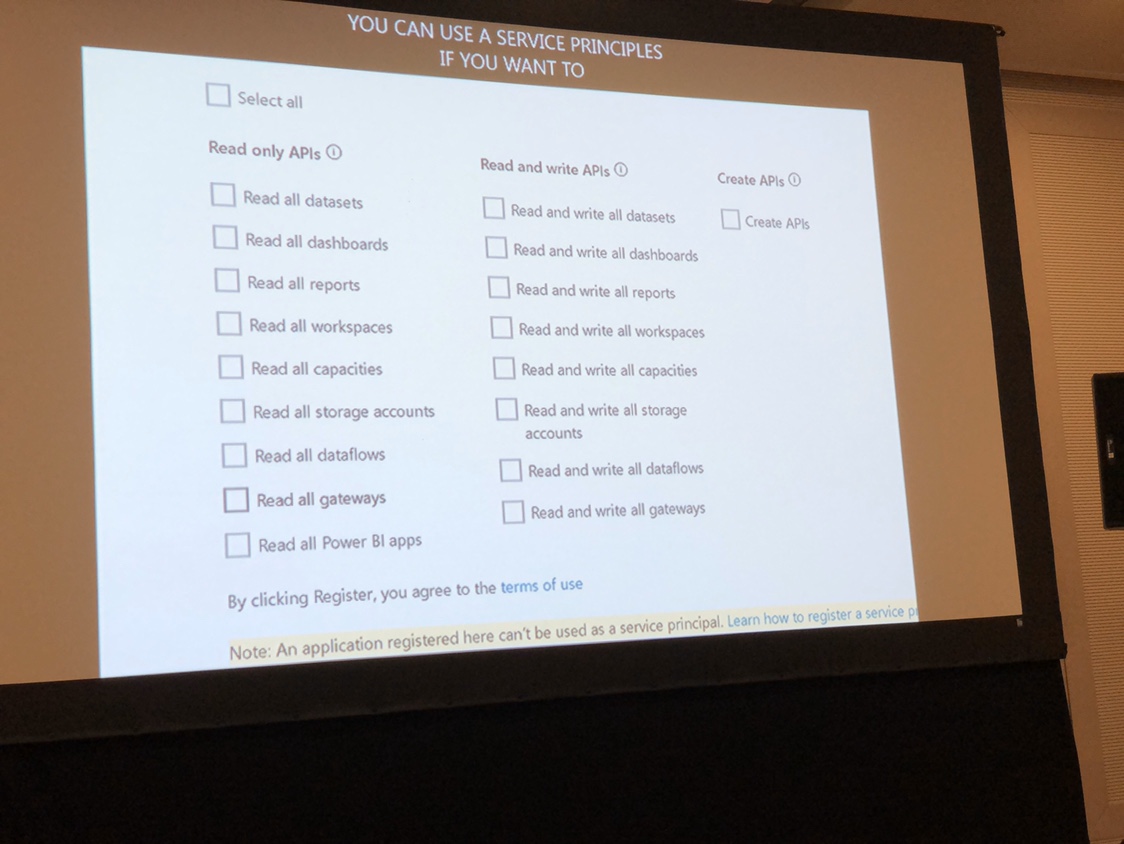 YOU CAN USE A SERVICE PRINCIPLES
IF YOU WANT TO
Select all
Read only APIs
Read all datasets
Read all dashboards
Read all reports
Read all workspaces
Read all capacities
Read all storage accounts
Read all dataflows
Read all gateways
Read all Power BI apps
Read and write APIs
Read and write all datasets
Read and write all dashboards
Read and write all reports
Read and write all workspaces
Read and write all capacities
Read and write all storage
accounts
Read and write all dataflows
Read and write all gateways
Create APIs
Create APIs
By clicking Register, you agree to the terms of use
Note: An application registered here can't be used as a service principal. Learn how to register a service